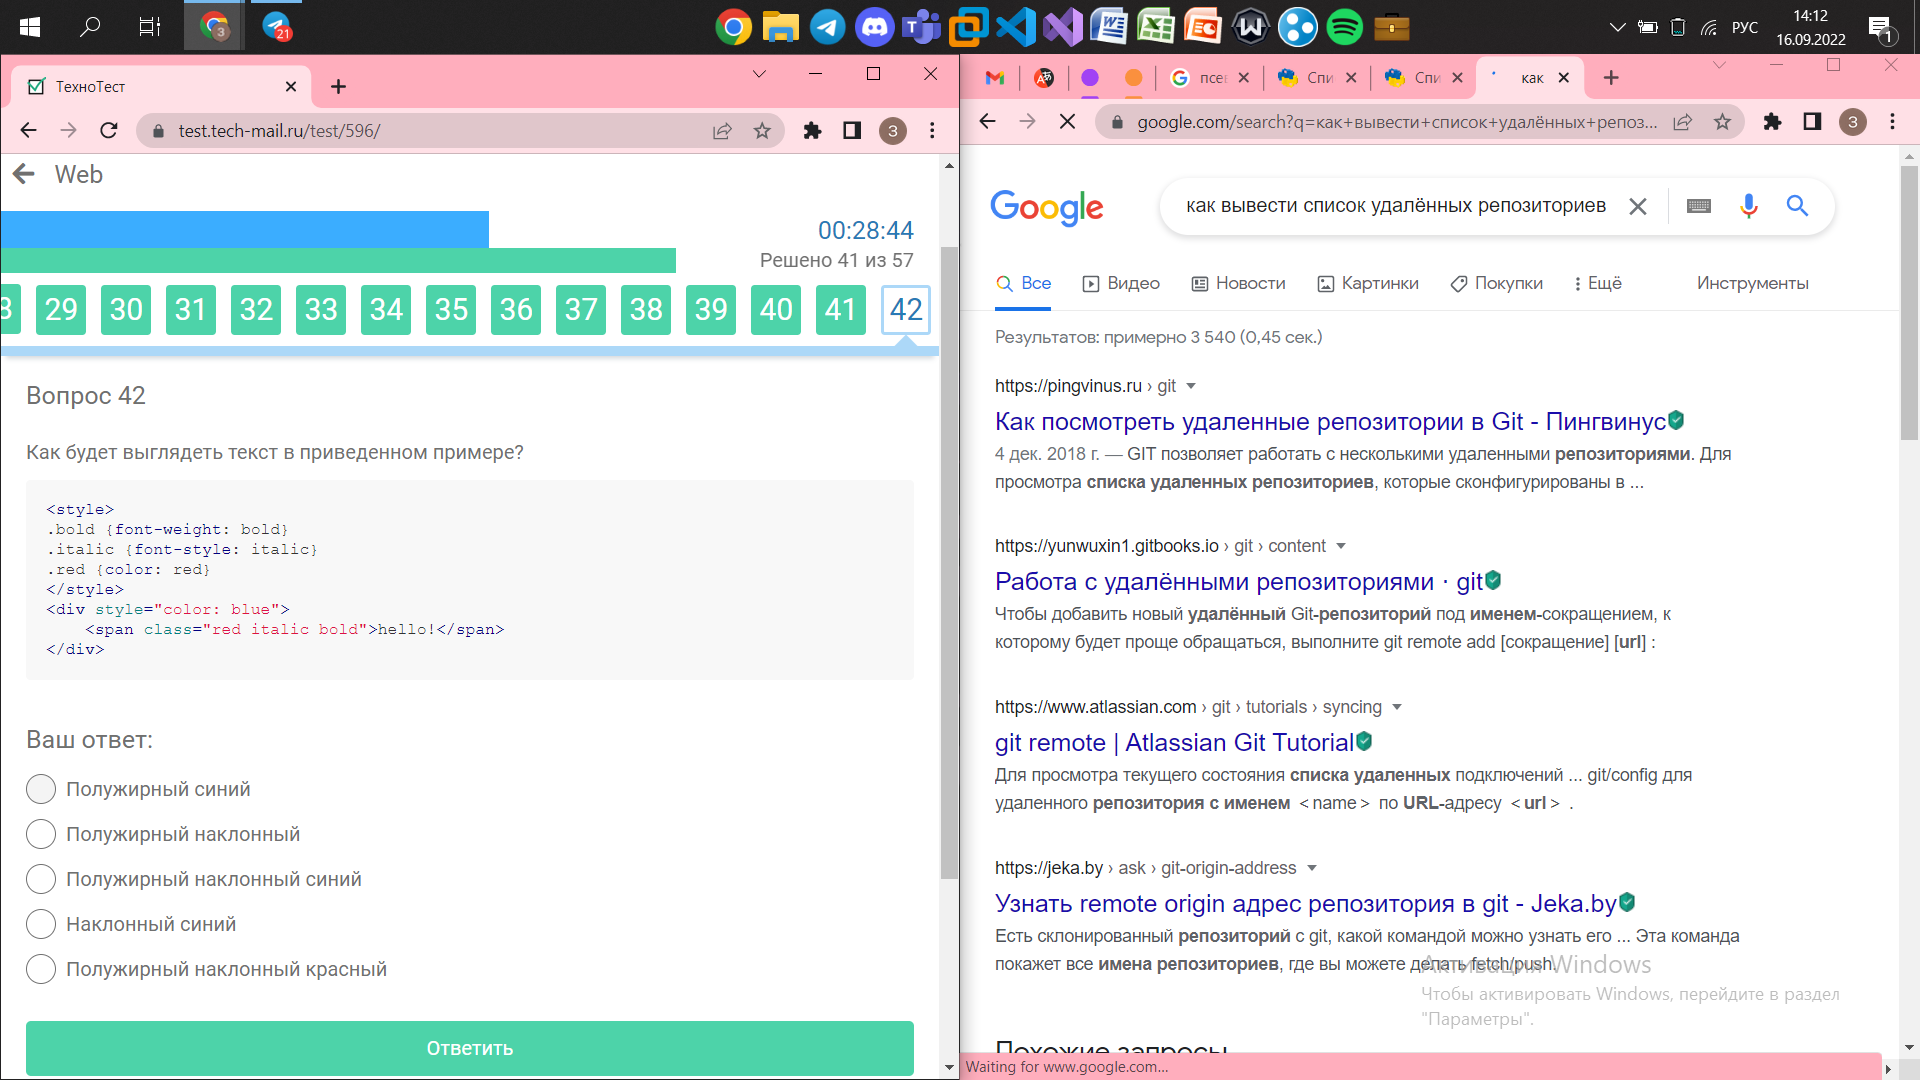 3
21
РУС
14:12
16.09.2022
1
ТехноТест
test.tech-mail.ru/test/596/
3
Web
00:28:44
Решено 41 из 57
29 30 31 32 33 34 35 36 37 38 39 40 41 42
Вопрос 42
Как будет выглядеть текст в приведенном примере?
<style>
.bold {font-weight: bold}
.italic {font-style: italic}
.red {color: red}
</style>
<div style="color: blue">
<span class="red italic bold">hello!</span>
</div>
Ваш ответ:
Полужирный синий
Полужирный наклонный
Полужирный наклонный синий
Наклонный синий
Полужирный наклонный красный
Ответить
псе
Спи
Спи
как
google.com/search?q=как+вывести+список+удалённых+репоз...
3
Google
как вывести список удалённых репозиториев
Все
Видео
Новости
Картинки
Покупки
Ещё
Инструменты
Результатов: примерно 3 540 (0,45 сек.)
https://pingvinus.ru › git
Как посмотреть удаленные репозитории в Git - Пингвинус
4 дек. 2018 г. — GIT позволяет работать с несколькими удаленными репозиториями. Для
просмотра списка удаленных репозиториев, которые сконфигурированы в ...
https://yunwuxin1.gitbooks.io › git › content
Работа с удалёнными репозиториями · git
Чтобы добавить новый удалённый Git-репозиторий под именем-сокращением, к
которому будет проще обращаться, выполните git remote add [сокращение] [url] :
https://www.atlassian.com › git › tutorials › syncing
git remote | Atlassian Git Tutorial
Для просмотра текущего состояния списка удаленных подключений ... git/config для
удаленного репозитория с именем <name> по URL-адресу <url> .
https://jeka.by › ask › git-origin-address
Узнать remote origin адрес репозитория в git - Jeka.by
Есть склонированный репозиторий с git, какой командой можно узнать его ... Эта команда
покажет все имена репозиториев, где вы можете делать fetch/push.
Активация Windows
Чтобы активировать Windows, перейдите в раздел
"Параметры".
Похожие запросы
Waiting for www.google.com...